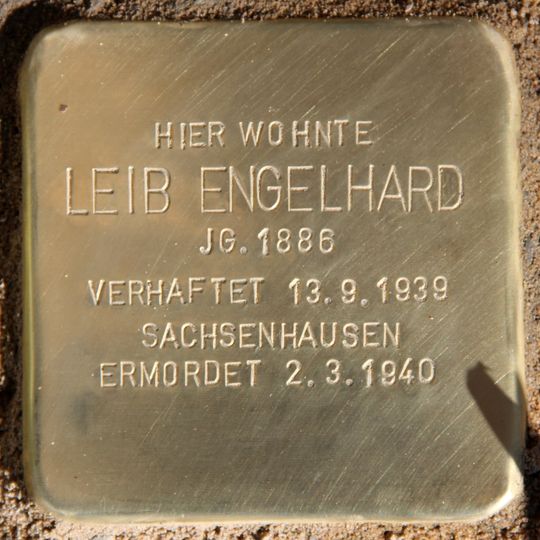 HIER WOHNTE
LEIB ENGELHARD
JG. 1886
VERHAFTET 13.9.1939
SACHSENHAUSEN
ERMORDET 2.3.1940